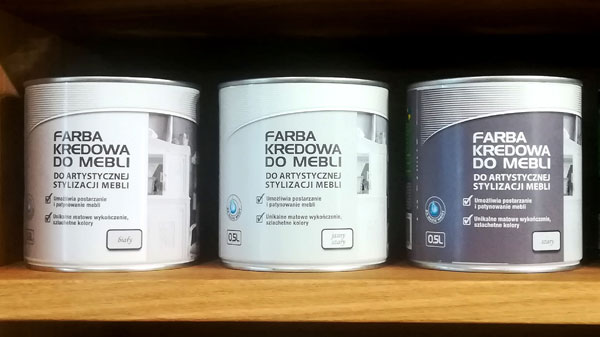 FARBA
KREDOWA
DO MEBLI
DO ARTYSTYCZNEJ
STYLIZACJI MEBLI
Umożliwia postarzanie
i patynowanie mebli
Unikalne matowe wykończenie,
szlachetne kolory
biały
FARBA
KREDOWA
DO MEBLI
DO ARTYSTYCZNEJ
STYLIZACJI MEBLI
Umożliwia postarzanie
i patynowanie mebli
Unikalne matowe wykończenie,
szlachetne kolory
0,5L
jasny
szary
FARBA
KREDOWA
DO MEBLI
DO ARTYSTYCZNEJ
STYLIZACJI MEBLI
Umożliwia postarzanie
i patynowanie mebli
Unikalne matowe wykończenie,
szlachetne kolory
0,5L
szary